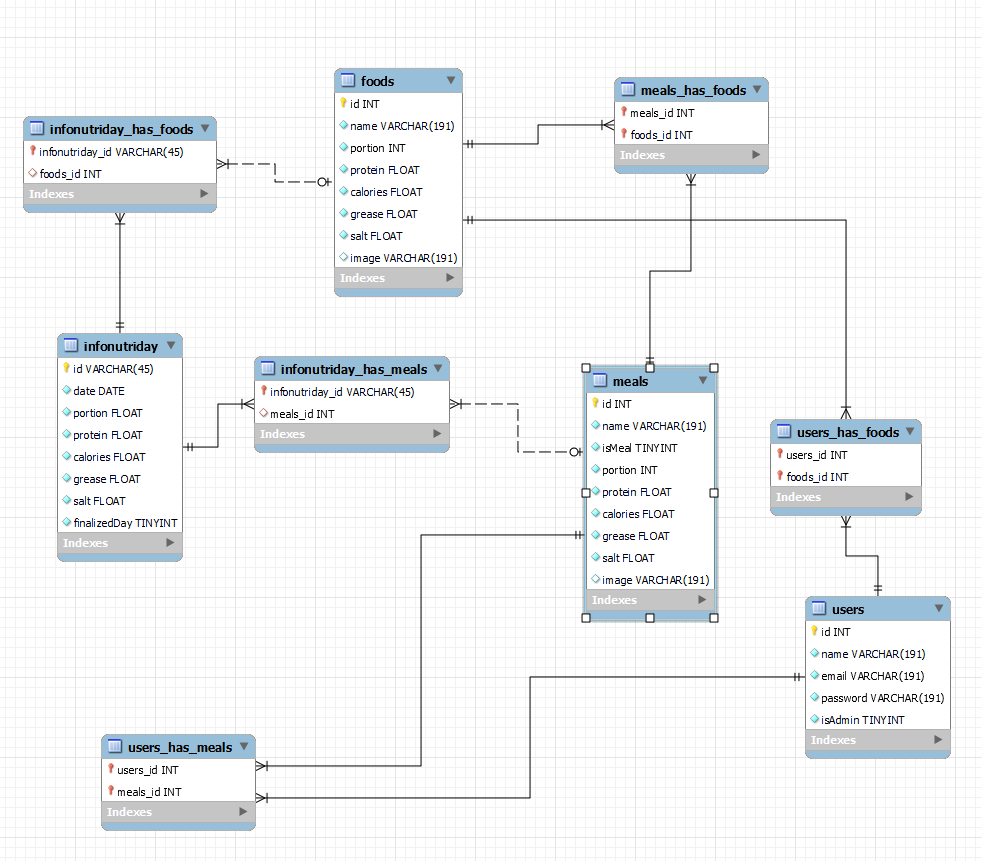 foods
id INT
name VARCHAR(191)
portion INT
protein FLOAT
calories FLOAT
grease FLOAT
salt FLOAT
image VARCHAR(191)
Indexes
meals_has_foods
meals_id INT
foods_id INT
Indexes
infonutriday_has_foods
infonutriday_id VARCHAR(45)
foods_id INT
Indexes
infonutriday
id VARCHAR(45)
date DATE
portion FLOAT
protein FLOAT
calories FLOAT
grease FLOAT
salt FLOAT
finalizedDay TINYINT
Indexes
infonutriday_has_meals
infonutriday_id VARCHAR(45)
meals_id INT
Indexes
meals
id INT
name VARCHAR(191)
isMeal TINYINT
portion INT
protein FLOAT
calories FLOAT
grease FLOAT
salt FLOAT
image VARCHAR(191)
Indexes
users_has_foods
users_id INT
foods_id INT
Indexes
users
id INT
name VARCHAR(191)
email VARCHAR(191)
password VARCHAR(191)
isAdmin TINYINT
Indexes
users_has_meals
users_id INT
meals_id INT
Indexes